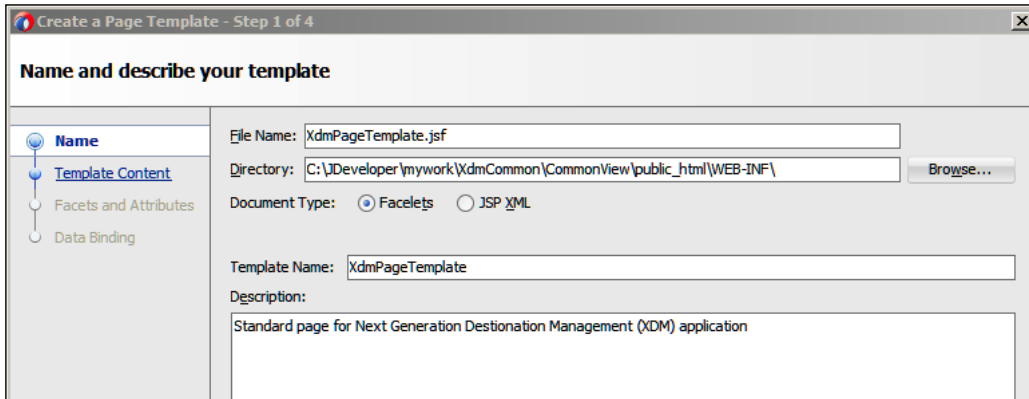 Create a Page Template - Step 1 of 4
Name and describe your template
Name
Template Content
Facets and Attributes
Data Binding
File Name: XdmPageTemplate.jsf
Directory: C:\JDeveloper\mywork\XdmCommon\CommonView\public_html\WEB-INF\ Browse...
Document Type: Facelets JSP XML
Template Name: XdmPageTemplate
Description:
Standard page for Next Generation Destionation Management (XDM) application